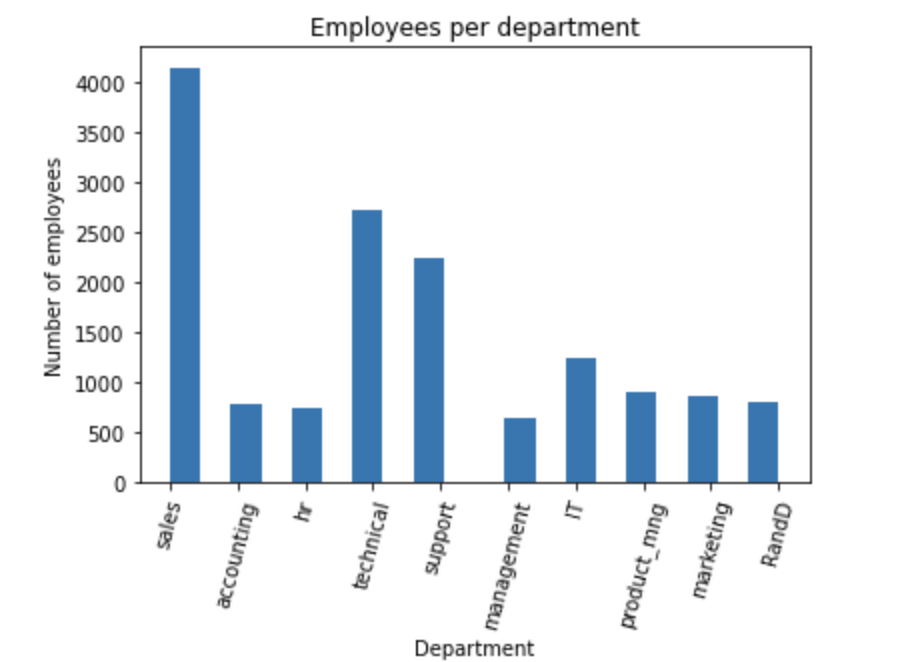 Employees per department
Number of employees
4000
3500
3000
2500
2000
1500
1000
500
0
sales
accounting
hr
technical
support
management
IT
product_mng
marketing
RandD
Department